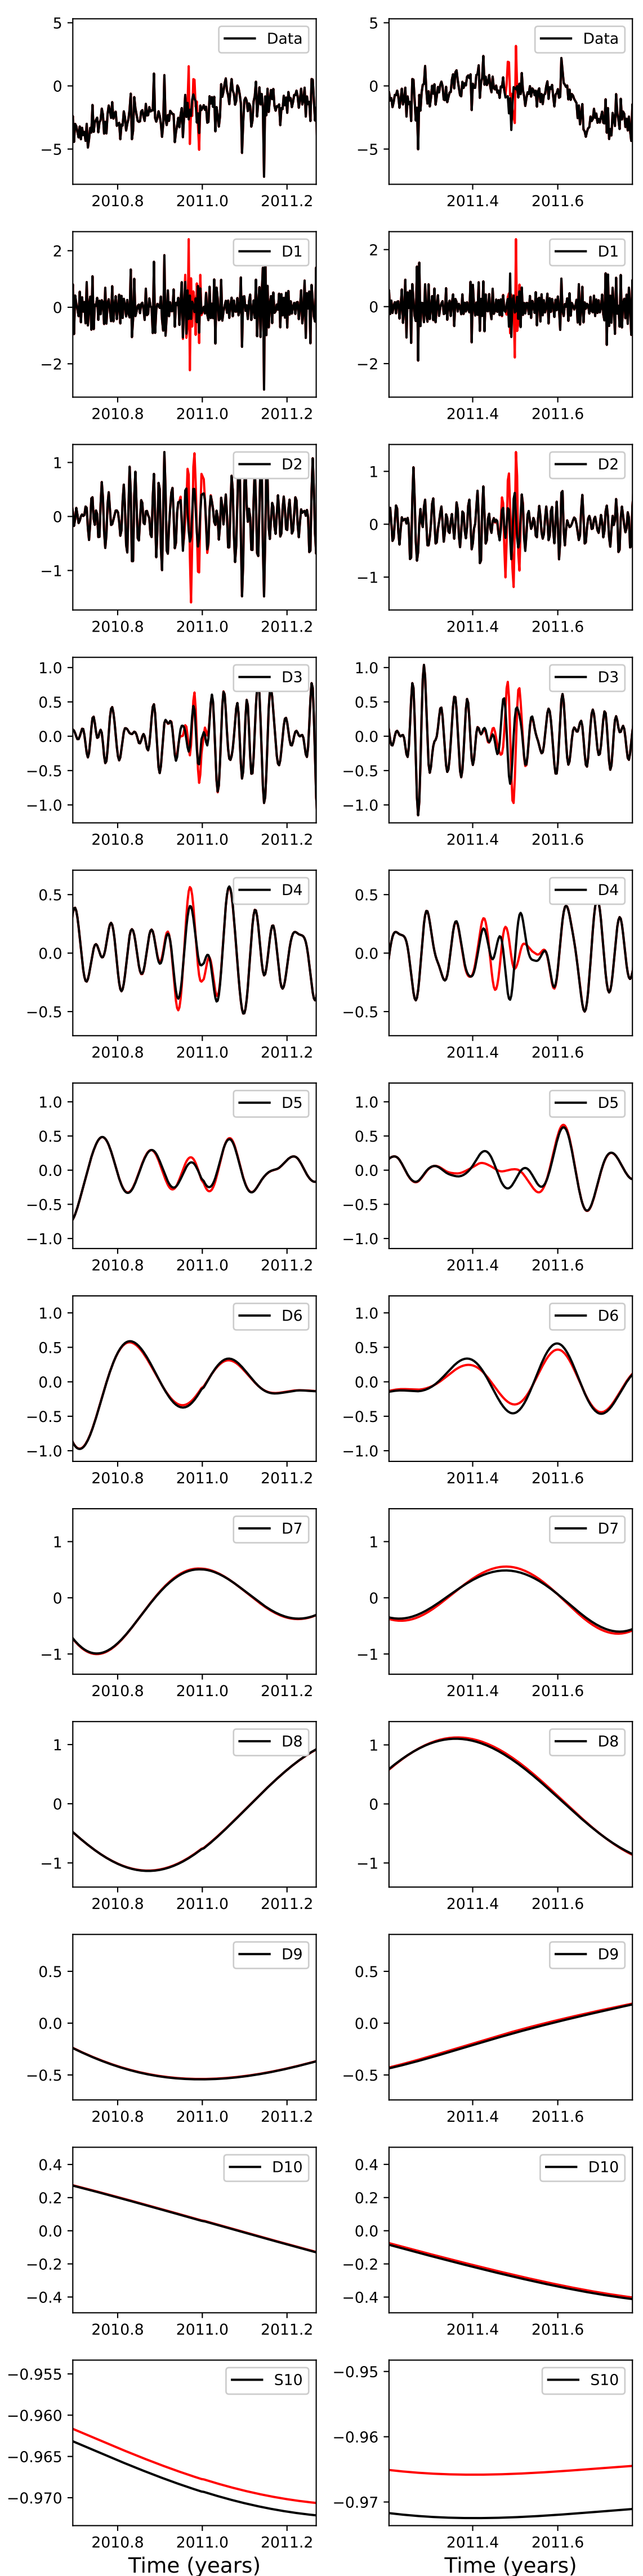 5 0 −5 Data 2010.8 2011.0 2011.2
5 0 −5 Data 2011.4 2011.6
2 0 −2 D1 2010.8 2011.0 2011.2
2 0 −2 D1 2011.4 2011.6
1 0 −1 D2 2010.8 2011.0 2011.2
1 0 −1 D2 2011.4 2011.6
1.0 0.5 0.0 −0.5 −1.0 D3 2010.8 2011.0 2011.2
1.0 0.5 0.0 −0.5 −1.0 D3 2011.4 2011.6
0.5 0.0 −0.5 D4 2010.8 2011.0 2011.2
0.5 0.0 −0.5 D4 2011.4 2011.6
1.0 0.5 0.0 −0.5 −1.0 D5 2010.8 2011.0 2011.2
1.0 0.5 0.0 −0.5 −1.0 D5 2011.4 2011.6
1.0 0.5 0.0 −0.5 −1.0 D6 2010.8 2011.0 2011.2
1.0 0.5 0.0 −0.5 −1.0 D6 2011.4 2011.6
1 0 −1 D7 2010.8 2011.0 2011.2
1 0 −1 D7 2011.4 2011.6
1 0 −1 D8 2010.8 2011.0 2011.2
1 0 −1 D8 2011.4 2011.6
0.5 0.0 −0.5 D9 2010.8 2011.0 2011.2
0.5 0.0 −0.5 D9 2011.4 2011.6
0.4 0.2 0.0 −0.2 −0.4 D10 2010.8 2011.0 2011.2
0.4 0.2 0.0 −0.2 −0.4 D10 2011.4 2011.6
−0.955 −0.960 −0.965 −0.970 S10 2010.8 2011.0 2011.2
Time (years)
−0.95 −0.96 −0.97 S10 2011.4 2011.6
Time (years)